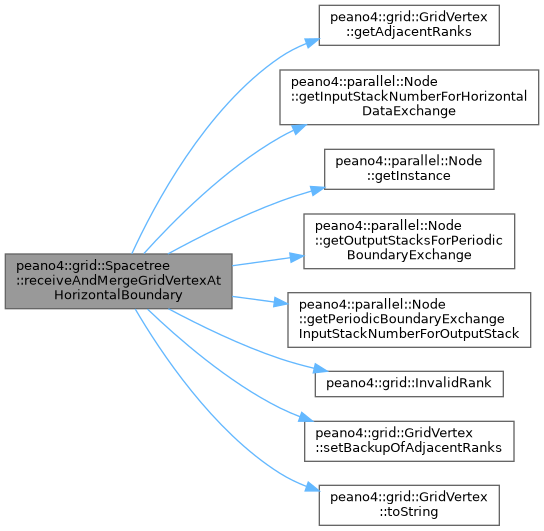 peano4::grid::GridVertex
::getAdjacentRanks
peano4::parallel::Node
::getInputStackNumberForHorizontal
DataExchange
peano4::parallel::Node
::getInstance
peano4::parallel::Node
::getOutputStacksForPeriodic
BoundaryExchange
peano4::grid::Spacetree
::receiveAndMergeGridVertexAt
HorizontalBoundary
peano4::parallel::Node
::getPeriodicBoundaryExchange
InputStackNumberForOutputStack
peano4::grid::InvalidRank
peano4::grid::GridVertex
::setBackupOfAdjacentRanks
peano4::grid::GridVertex
::toString